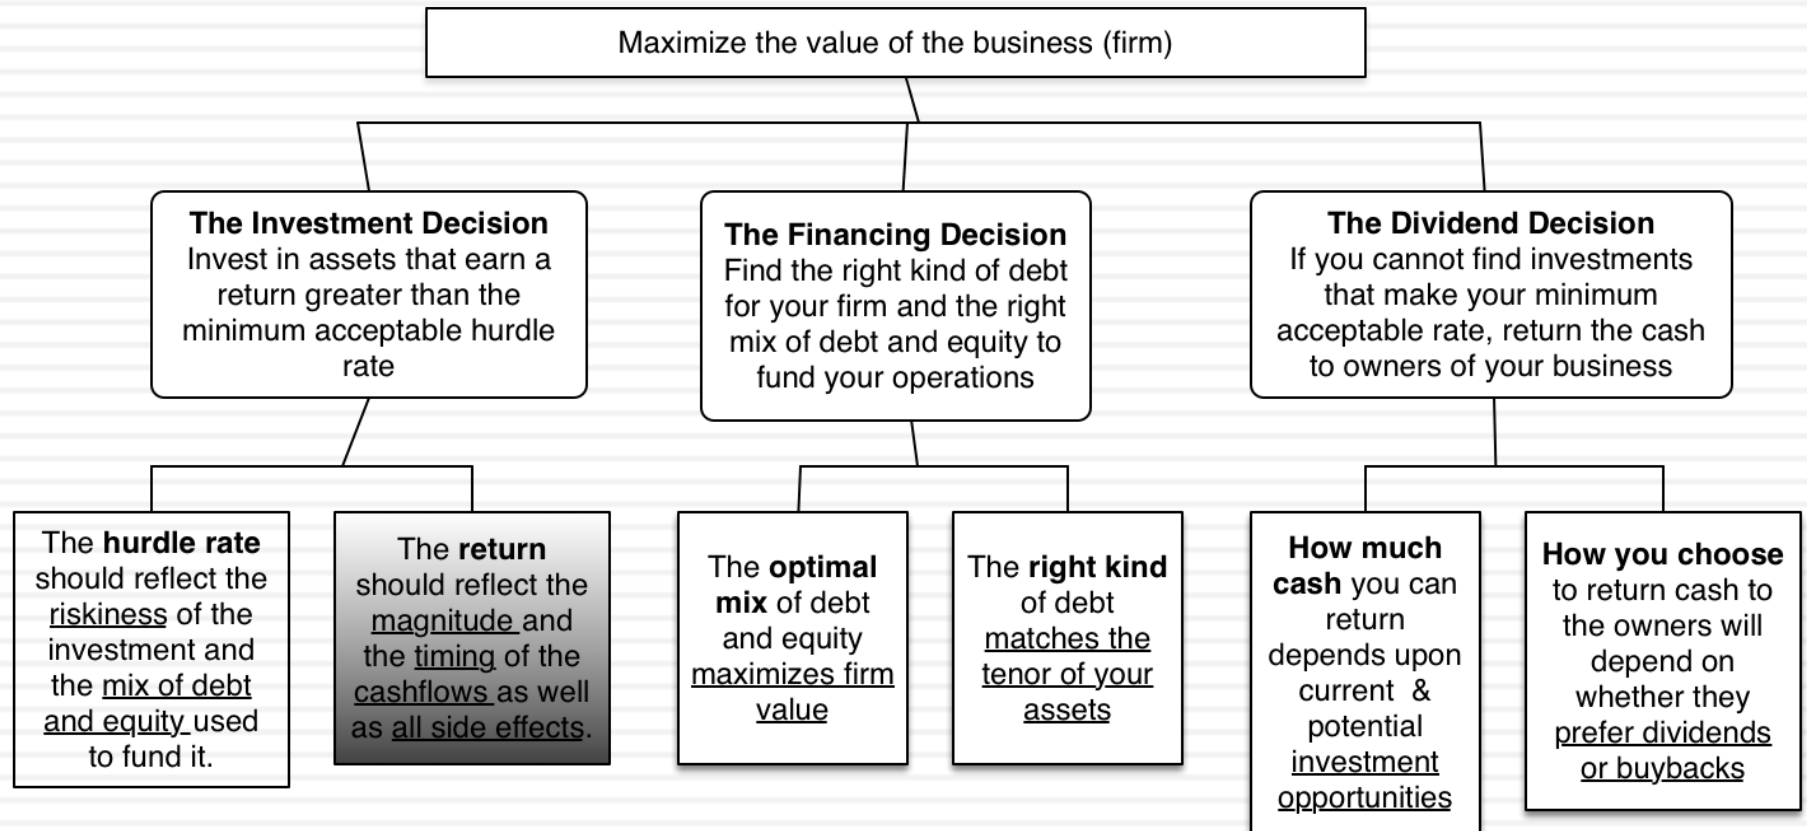 Maximize the value of the business (firm)
The Investment Decision
Invest in assets that earn a
return greater than the
minimum acceptable hurdle
rate
The Financing Decision
Find the right kind of debt
for your firm and the right
mix of debt and equity to
fund your operations
The Dividend Decision
If you cannot find investments
that make your minimum
acceptable rate, return the cash
to owners of your business
The hurdle rate
should reflect the
riskiness of the
investment and
the mix of debt
and equity used
to fund it.
The return
should reflect the
magnitude and
the timing of the
cashflows as well
as all side effects.
The optimal
mix of debt
and equity
maximizes firm
value
The right kind
of debt
matches the
tenor of your
assets
How much
cash you can
return
depends upon
current &
potential
investment
opportunities
How you choose
to return cash to
the owners will
depend on
whether they
prefer dividends
or buybacks